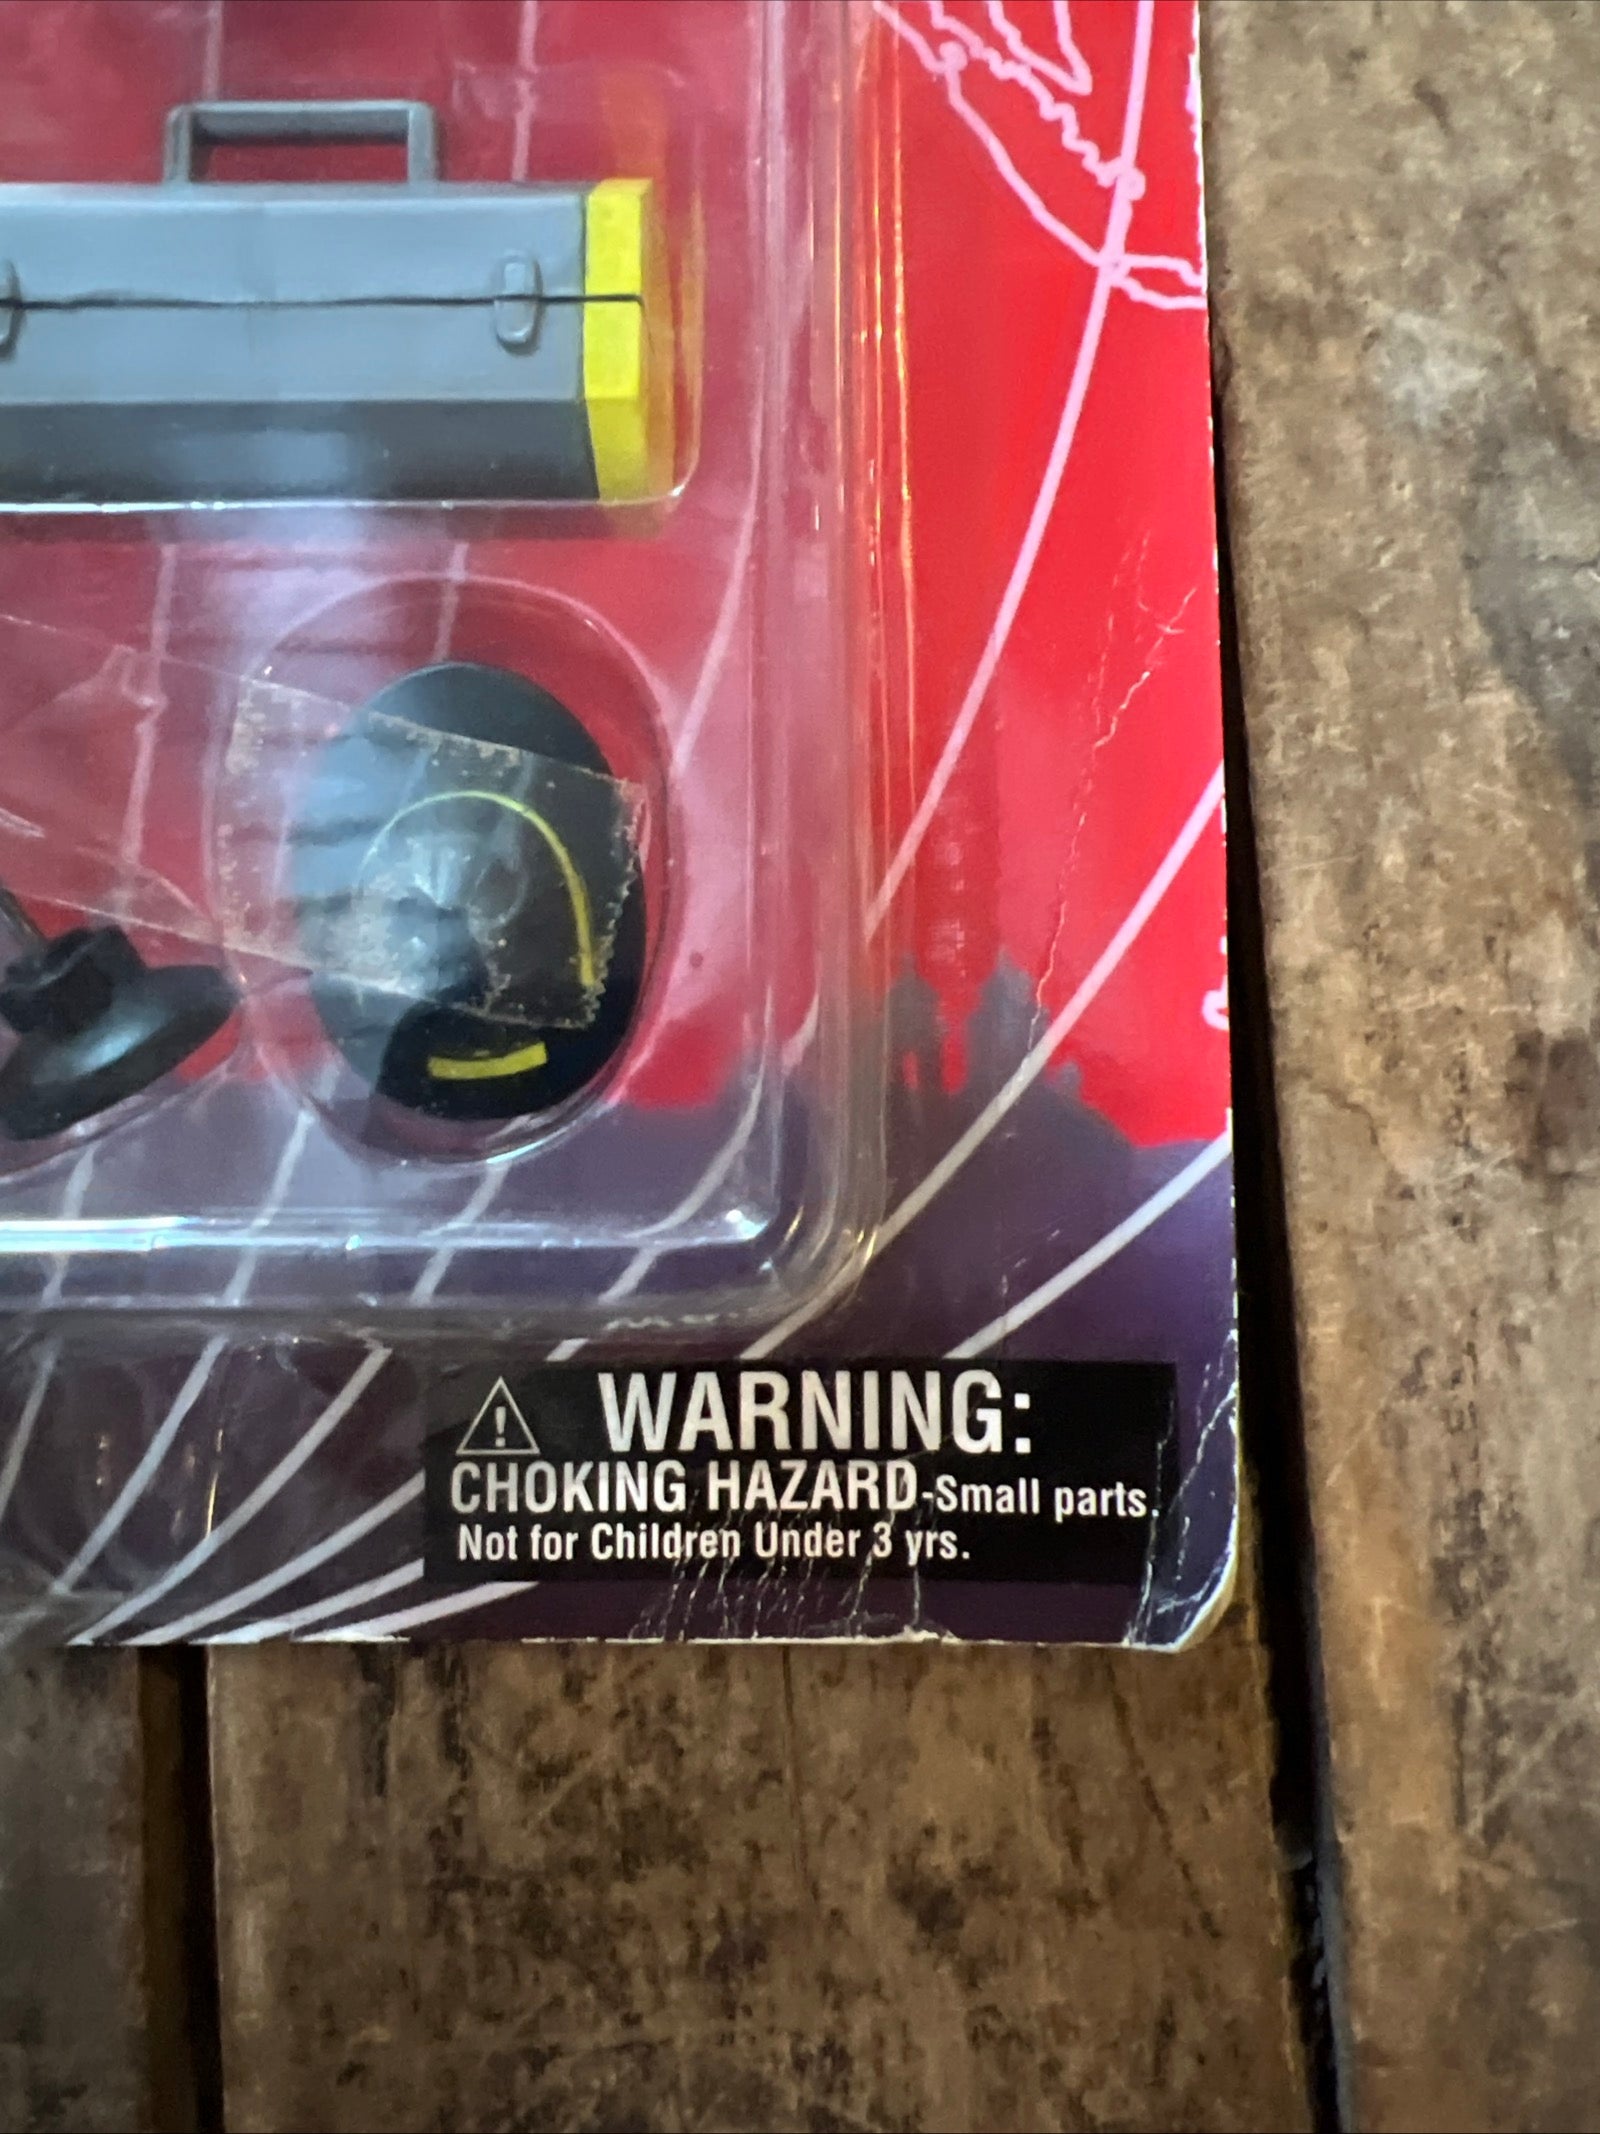 WARNING:
CHOKING HAZARD-Small parts.
Not for Children Under 3 yrs.